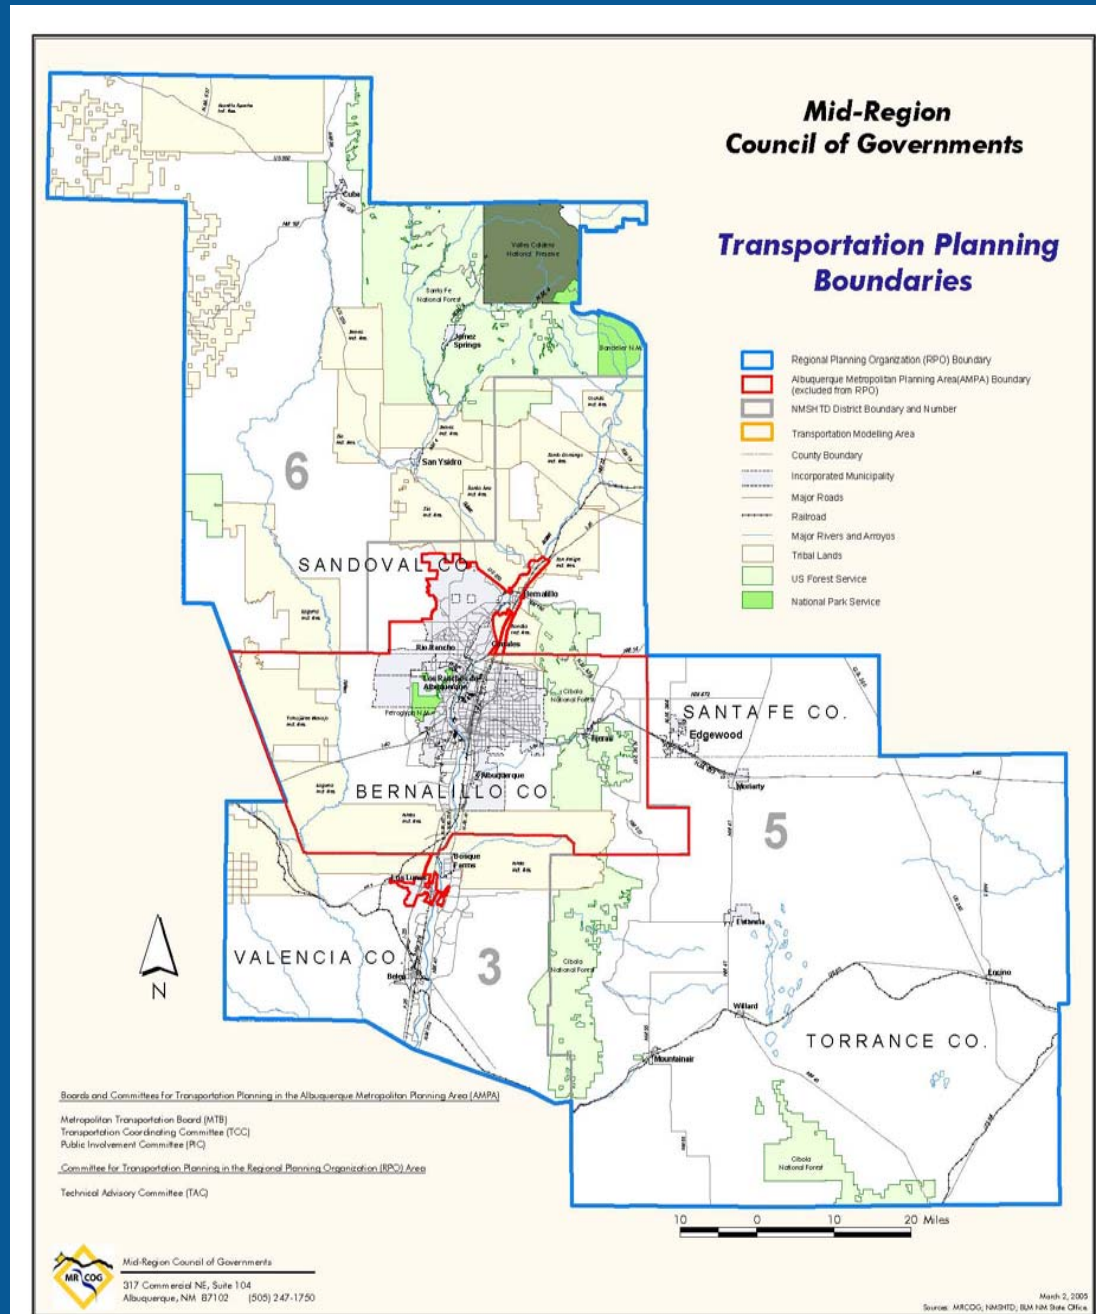 Mid-Region
Council of Governments
Transportation Planning
Boundaries
Regional Planning Organization (RPO) Boundary
Albuquerque Metropolitan Planning Area(AMPA) Boundary
(excluded from RPO)
NMSHTD District Boundary and Number
Transportation Modelling Area
County Boundary
Incorporated Municipality
Major Roads
Railroad
Major Rivers and Arroyos
Tribal Lands
US Forest Service
National Park Service
Cuba
Valles Caldera
National Preserve
Santa Fe
National Forest
Jemez
Springs
Bandelier N.M.
San Ysidro
6
SANDOVAL CO.
Bernalillo
Corrales
Rio Rancho
Los Ranchos de
Albuquerque
Petroglyph N.M.
Cibola
National Forest
Tijeras
SANTA FE CO.
Edgewood
Moriarty
Albuquerque
BERNALILLO CO.
5
Bosque
Farms
Los Lunas
Estancia
VALENCIA CO.
3
Belen
Cibola
National Forest
Encino
Willard
N
TORRANCE CO.
Mountainair
Cibola
National Forest
Boards and Committees for Transportation Planning in the Albuquerque Metropolitan Planning Area (AMPA)
Metropolitan Transportation Board (MTB)
Transportation Coordinating Committee (TCC)
Public Involvement Committee (PIC)
Committee for Transportation Planning in the Regional Planning Organization (RPO) Area
Technical Advisory Committee (TAC)
10 0 10 20 Miles
MR COG
Mid-Region Council of Governments
317 Commercial NE, Suite 104
Albuquerque, NM 87102 (505) 247-1750
March 2, 2005
Sources: MRCOG, NMSHTD, BLM NM State Office.